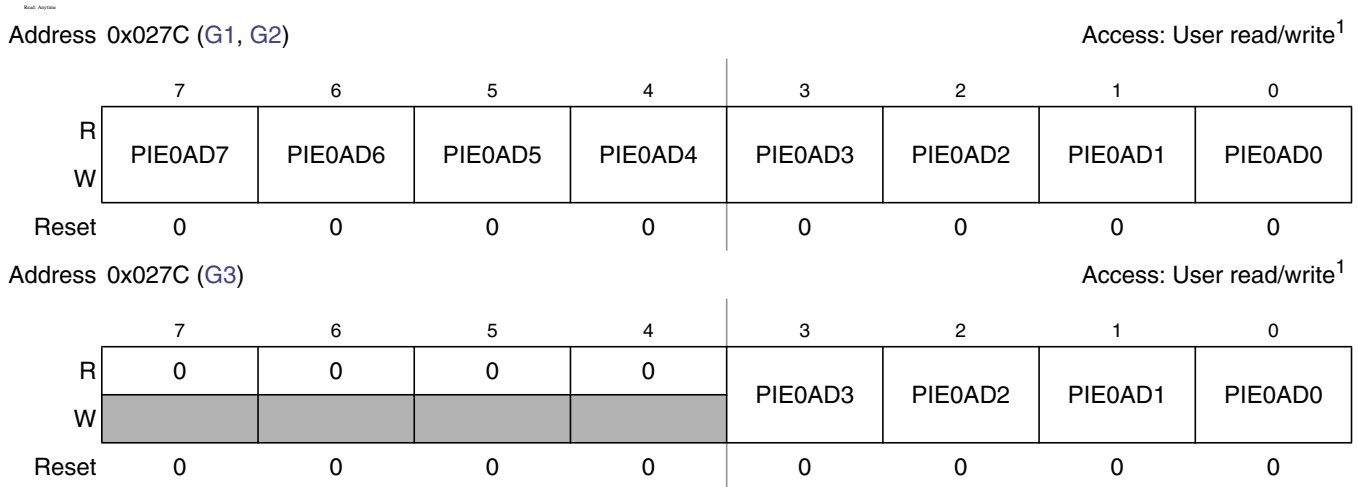 Read: Anytime
Address 0x027C (G1, G2) Access: User read/write1
7 6 5 4 3 2 1 0
R
W
PIE0AD7 PIE0AD6 PIE0AD5 PIE0AD4 PIE0AD3 PIE0AD2 PIE0AD1 PIE0AD0
Reset 0 0 0 0 0 0 0 0
Address 0x027C (G3) Access: User read/write1
7 6 5 4 3 2 1 0
R 0 0 0 0
W
PIE0AD3 PIE0AD2 PIE0AD1 PIE0AD0
Reset 0 0 0 0 0 0 0 0